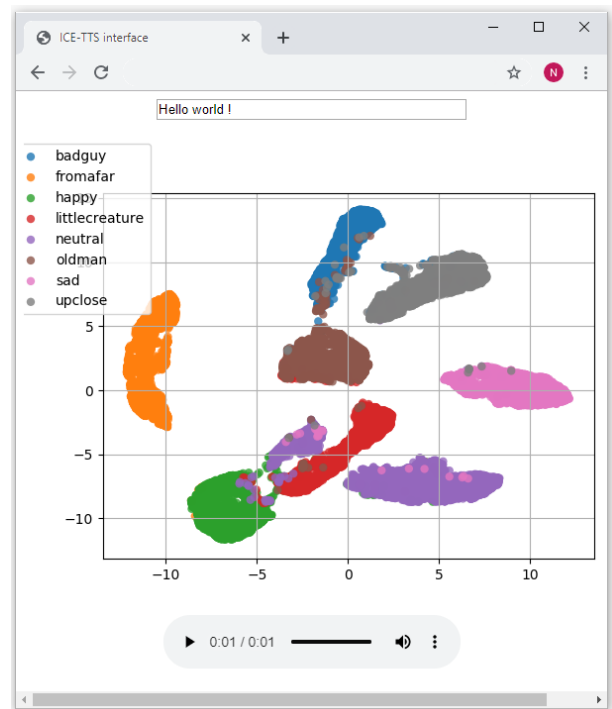 ICE-TTS interface
N
Hello world !
badguy
fromafar
happy
littlecreature
neutral
oldman
sad
upclose
5
0
−5
−10
−10 −5 0 5 10
0:01 / 0:01